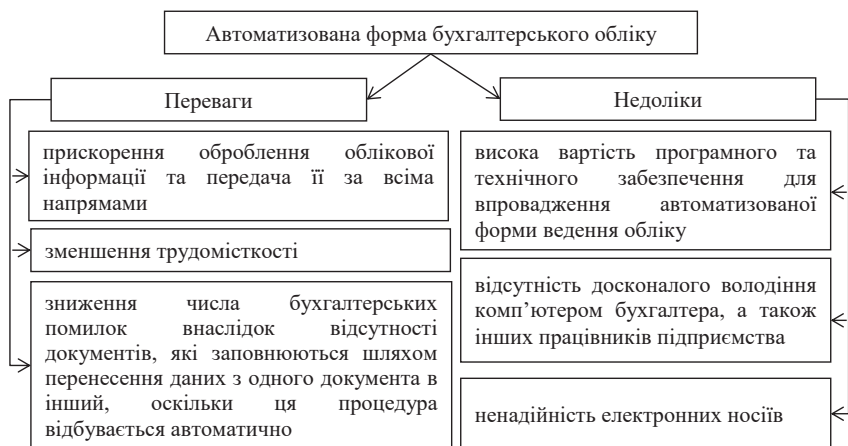 Автоматизована форма бухгалтерського обліку
Переваги
Недоліки
прискорення оброблення облікової
інформації та передача її за всіма
напрямами
зменшення трудомісткості
зниження числа бухгалтерських
помилок внаслідок відсутності
документів, які заповнюються шляхом
перенесення даних з одного документа в
інший, оскільки ця процедура
відбувається автоматично
висока вартість програмного та
технічного забезпечення для
впровадження автоматизованої
форми ведення обліку
відсутність досконалого володіння
комп’ютером бухгалтера, а також
інших працівників підприємства
ненадійність електронних носіїв